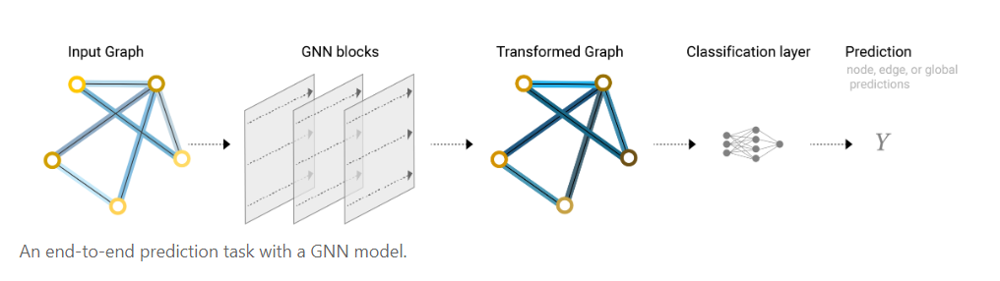 Input Graph
GNN blocks
Transformed Graph
Classification layer
Prediction
node, edge, or global
predictions
Y
An end-to-end prediction task with a GNN model.